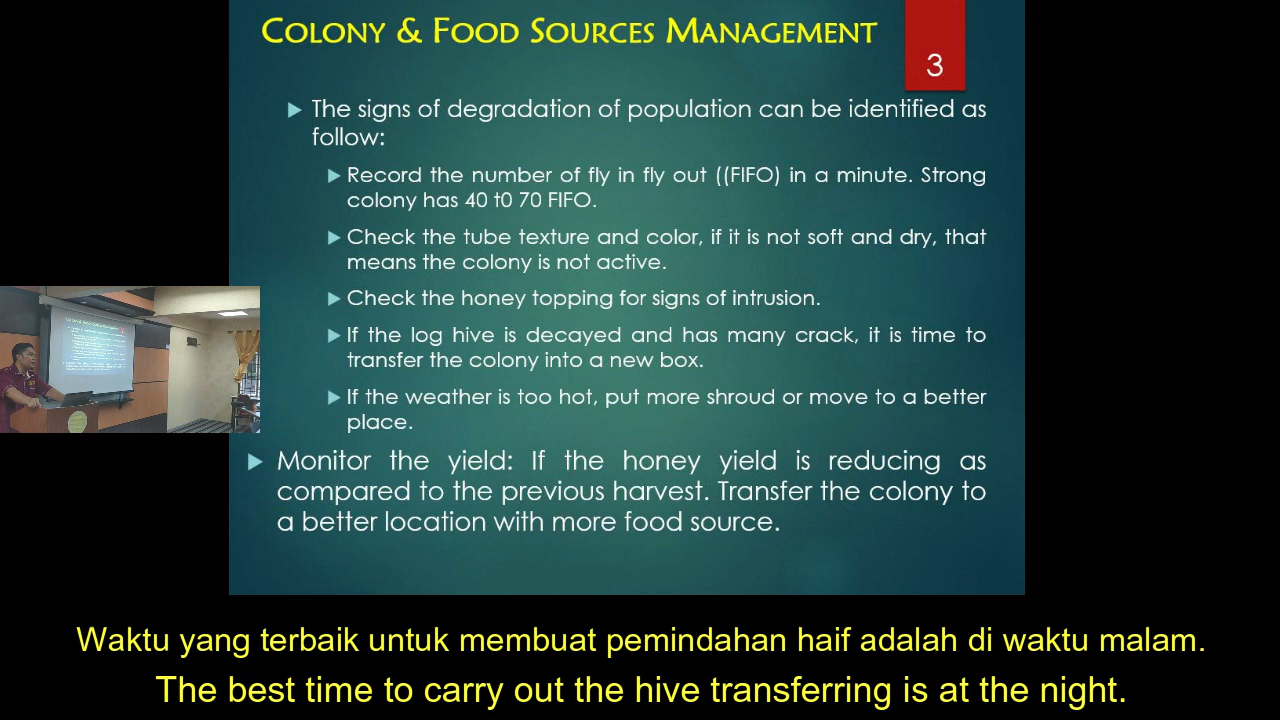 COLONY & FOOD SOURCES MANAGEMENT
3
The signs of degradation of population can be identified as
follow:
Record the number of fly in fly out ((FIFO) in a minute. Strong
colony has 40 t0 70 FIFO.
Check the tube texture and color, if it is not soft and dry, that
means the colony is not active.
Check the honey topping for signs of intrusion.
If the log hive is decayed and has many crack, it is time to
transfer the colony into a new box.
If the weather is too hot, put more shroud or move to a better
place.
Monitor the yield: If the honey yield is reducing as
compared to the previous harvest. Transfer the colony to
a better location with more food source.
Waktu yang terbaik untuk membuat pemindahan haif adalah di waktu malam.
The best time to carry out the hive transferring is at the night.